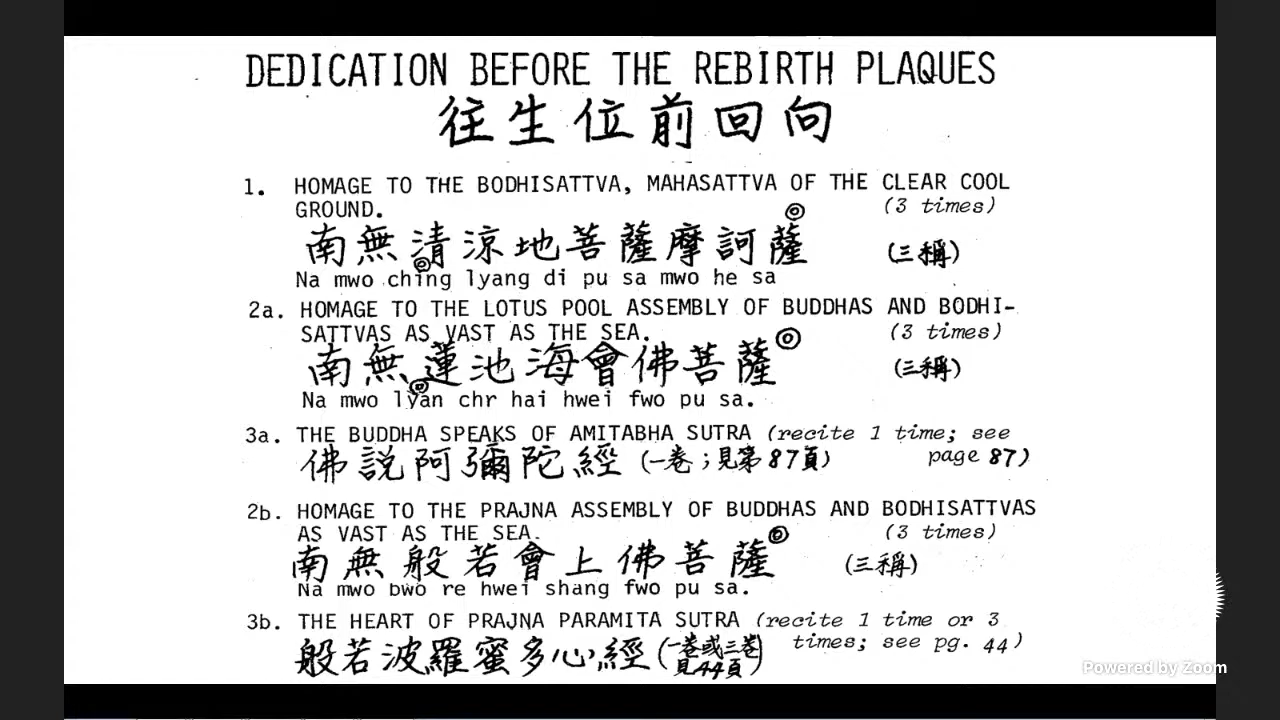 DEDICATION BEFORE THE REBIRTH PLAQUES
往生位前回向
1. HOMAGE TO THE BODHISATTVA, MAHASATTVA OF THE CLEAR COOL
GROUND. (3 times)
南無清涼地菩薩摩訶薩 (三稱)
Na mwo ching lyang di pu sa mwo he sa
2a. HOMAGE TO THE LOTUS POOL ASSEMBLY OF BUDDHAS AND BODHI-
SATTVAS AS VAST AS THE SEA. (3 times)
南無蓮池海會佛菩薩 (三稱)
Na mwo lyan chr hai hwei fwo pu sa.
3a. THE BUDDHA SPEAKS OF AMITABHA SUTRA (recite 1 time; see
page 87)
佛說阿彌陀經 (一卷；見第87頁)
2b. HOMAGE TO THE PRAJNA ASSEMBLY OF BUDDHAS AND BODHISATTVAS
AS VAST AS THE SEA. (3 times)
南無般若會上佛菩薩 (三稱)
Na mwo bwo re hwei shang fwo pu sa.
3b. THE HEART OF PRAJNA PARAMITA SUTRA (recite 1 time or 3
times; see pg. 44)
般若波羅蜜多心經 (一卷或三卷
見44頁)
Powered by Zoom